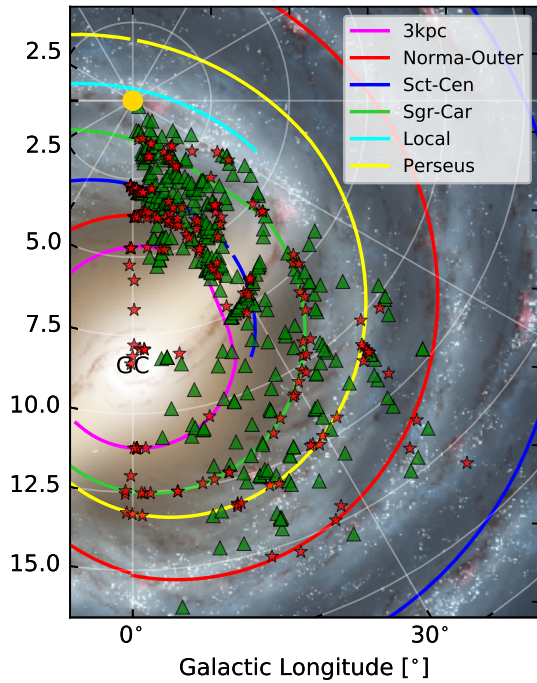 3kpc
Norma-Outer
Sct-Cen
Sgr-Car
Local
Perseus
2.5
2.5
5.0
7.5
GC
10.0
12.5
15.0
0°
30°
Galactic Longitude [°]